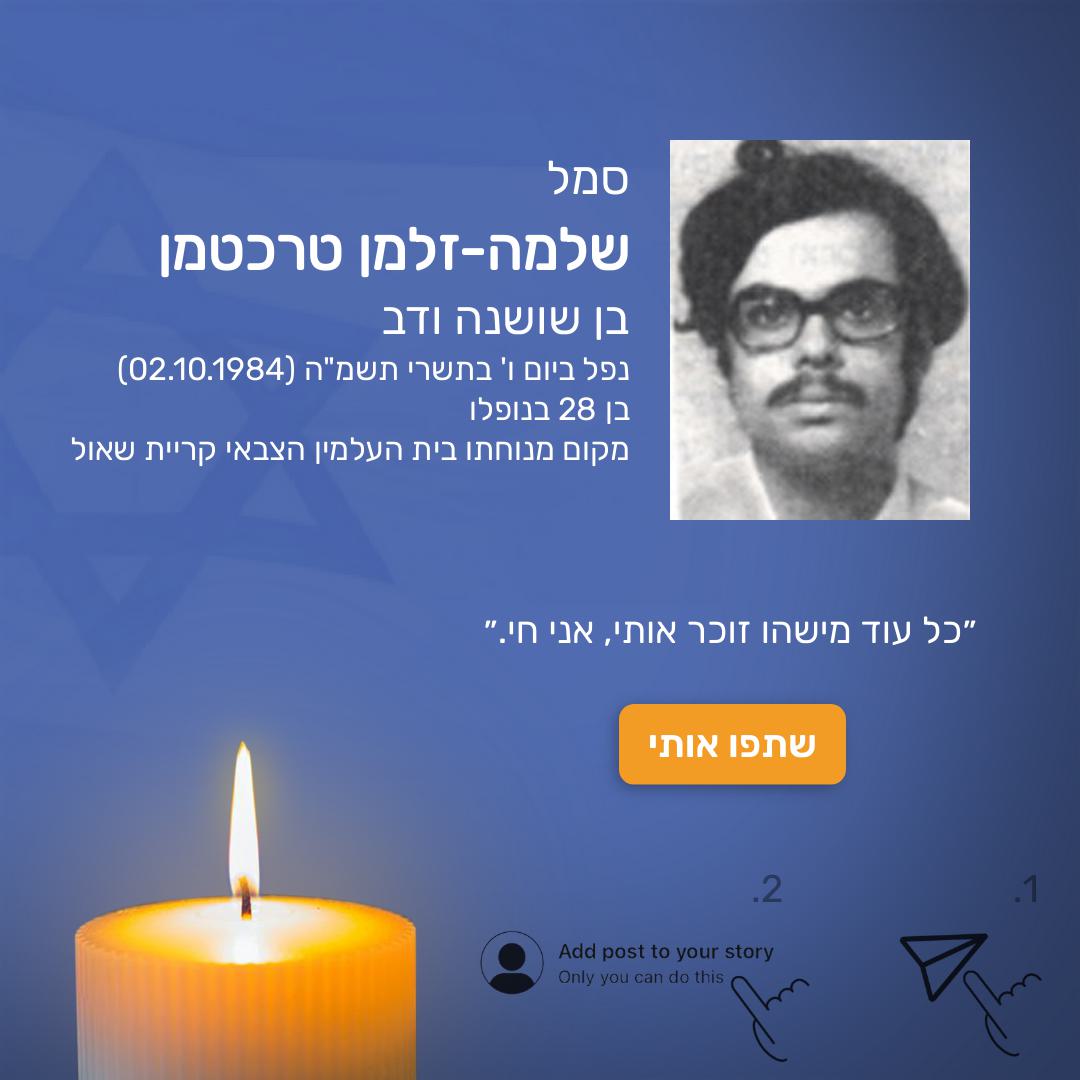 סמל
שלמה-זלמן טרכטמן
בן שושנה ודב
נפל ביום ו' בתשרי תשמ"ה (02.10.1984)
בן 28 בנופלו
מקום מנוחתו בית העלמין הצבאי קריית שאול
״כל עוד מישהו זוכר אותי, אני חי.״
שתפו אותי
1.
2.
Add post to your story
Only you can do this